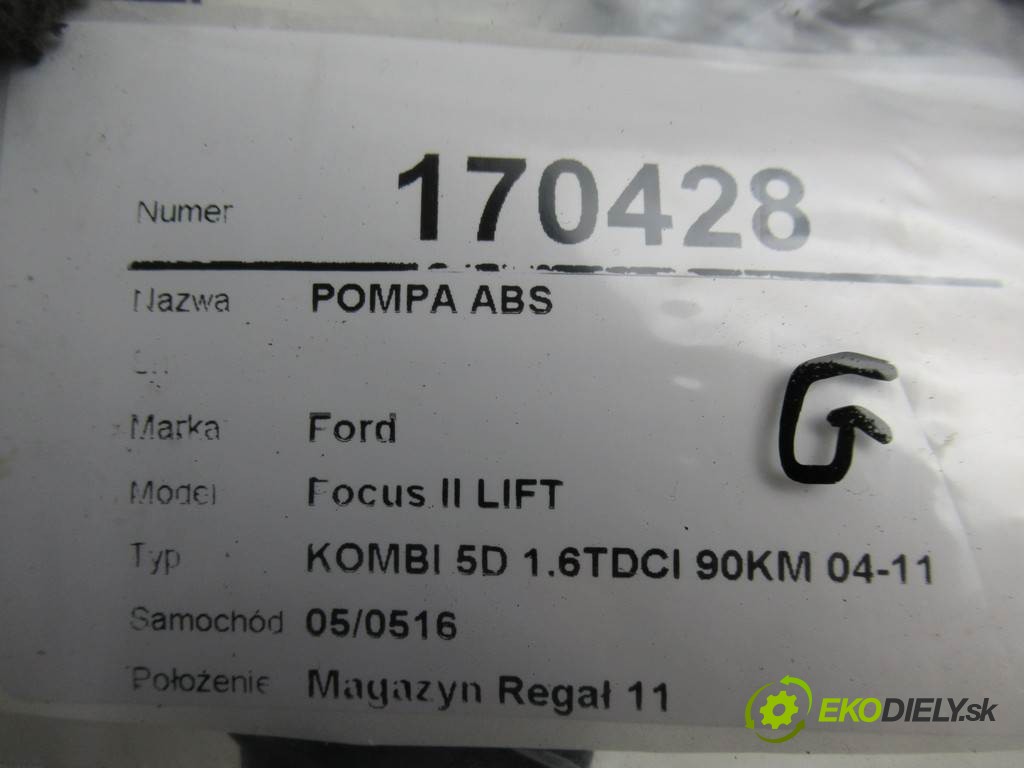 Numer 170428
Nazwa POMPA ABS
Marka Ford
Model Focus II LIFT
Typ KOMBI 5D 1.6TDCI 90KM 04-11
Samochód 05/0516
Położenie Magazyn Regał 11
G
EKODIELY.sk